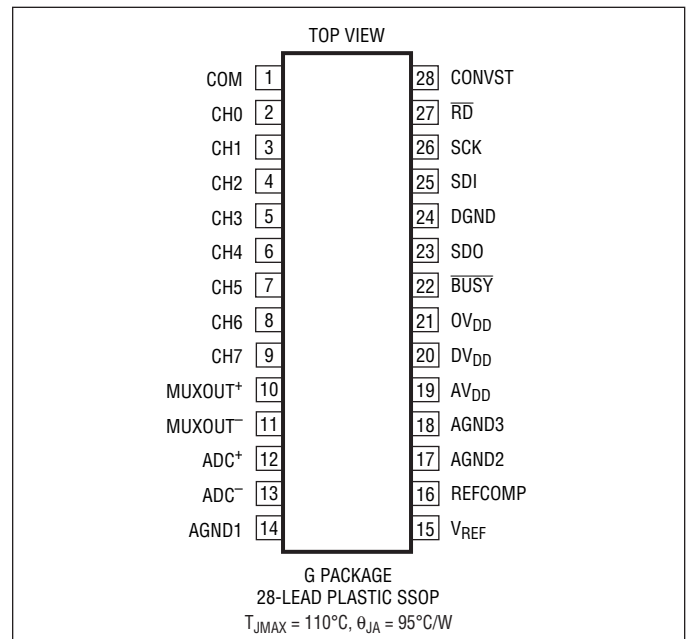 TOP VIEW
COM 1 28 CONVST
CH0 2 27 R̅D̅
CH1 3 26 SCK
CH2 4 25 SDI
CH3 5 24 DGND
CH4 6 23 SDO
CH5 7 22 B̅U̅S̅Y̅
CH6 8 21 OVDD
CH7 9 20 DVDD
MUXOUT⁺ 10 19 AVDD
MUXOUT⁻ 11 18 AGND3
ADC⁺ 12 17 AGND2
ADC⁻ 13 16 REFCOMP
AGND1 14 15 VREF
G PACKAGE
28-LEAD PLASTIC SSOP
TJMAX = 110°C, θJA = 95°C/W